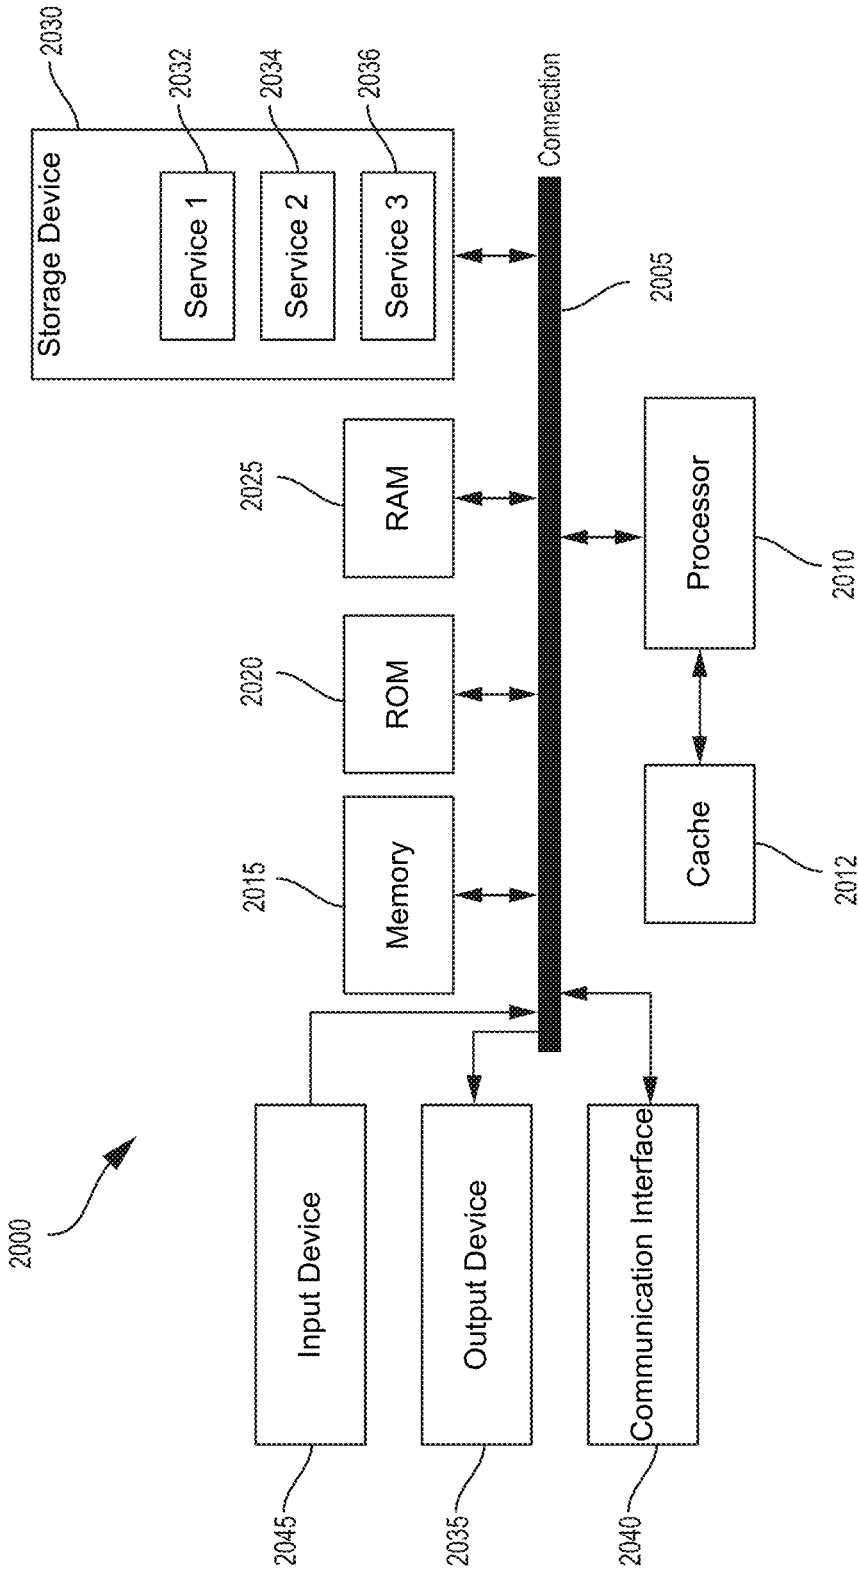 2000
2045
Input Device
2035
Output Device
2040
Communication Interface
2015
Memory
2020
ROM
2025
RAM
2030
Storage Device
2032
Service 1
2034
Service 2
2036
Service 3
Connection
2005
2012
Cache
2010
Processor